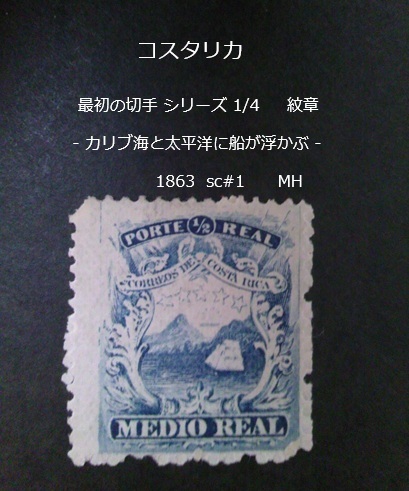 コスタリカ
最初の切手 シリーズ 1/4 紋章
- カリブ海と太平洋に船が浮かぶ -
1863 sc#1 MH
PORTE ½ REAL
CORREOS DE COSTA RICA
MEDIO REAL